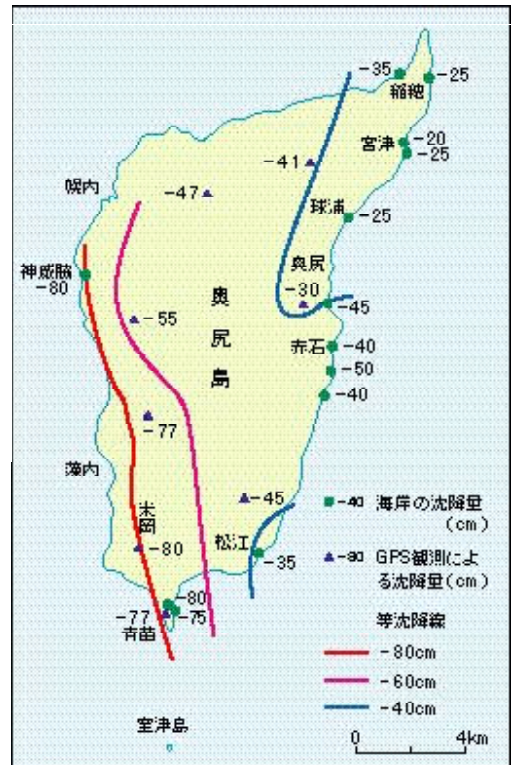 -35
稲穂
-25
宮津
-20
-25
-41
幌内
-47
球浦
-25
神威脇
-80
奥尻
-30
-45
-55
奥尻島
赤石
-40
-50
-40
-77
藻内
米岡
-80
-45
松江
-35
-77
青苗
-80
-75
室津島
-40 海岸の沈降量
(cm)
-80 GPS観測によ
る沈降量(cm)
等沈降線
-80cm
-60cm
-40cm
0 4km